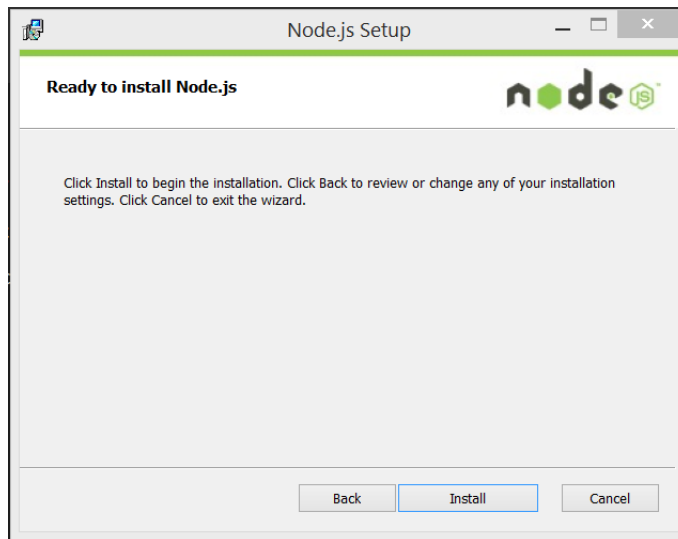 Node.js Setup
Ready to install Node.js
node JS
Click Install to begin the installation. Click Back to review or change any of your installation
settings. Click Cancel to exit the wizard.
Back Install Cancel